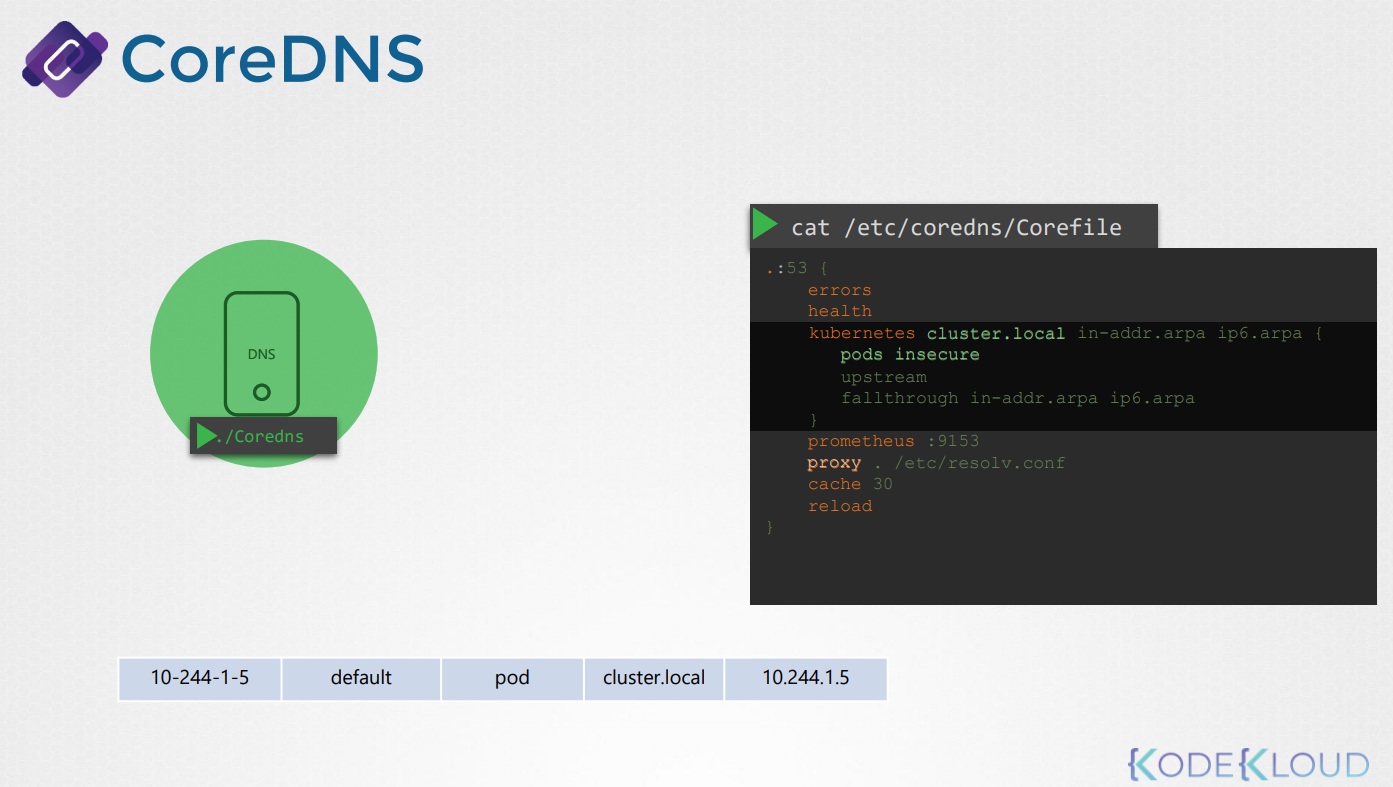 CoreDNS
cat /etc/coredns/Corefile
.:53 {
errors
health
kubernetes cluster.local in-addr.arpa ip6.arpa {
pods insecure
upstream
fallthrough in-addr.arpa ip6.arpa
}
prometheus :9153
proxy . /etc/resolv.conf
cache 30
reload
}
DNS
./Coredns
10-244-1-5 default pod cluster.local 10.244.1.5
KODEKLOUD